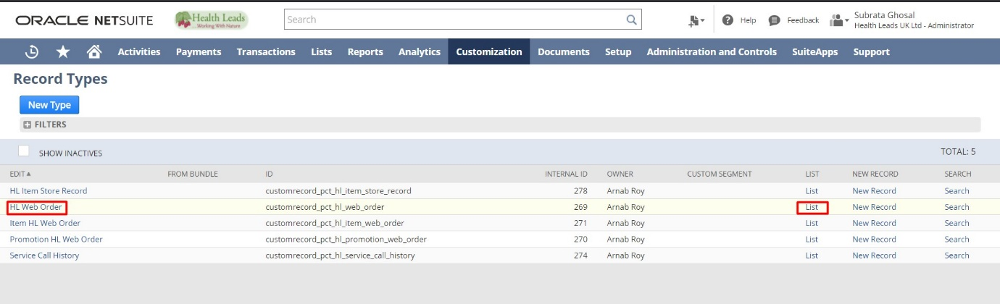 ORACLE NETSUITE Health Leads Search Help Feedback Subrata Ghosal
...Working With Nature Health Leads UK Ltd - Administrator
Activities Payments Transactions Lists Reports Analytics Customization Documents Setup Administration and Controls SuiteApps Support
Record Types
New Type
FILTERS
SHOW INACTIVES TOTAL: 5
EDIT FROM BUNDLE ID INTERNAL ID OWNER CUSTOM SEGMENT LIST NEW RECORD SEARCH
HL Item Store Record customrecord_pct_hl_item_store_record 278 Arnab Roy List New Record Search
HL Web Order customrecord_pct_hl_web_order 269 Arnab Roy List New Record Search
Item HL Web Order customrecord_pct_hl_item_web_order 271 Arnab Roy List New Record Search
Promotion HL Web Order customrecord_pct_hl_promotion_web_order 270 Arnab Roy List New Record Search
Service Call History customrecord_pct_hl_service_call_history 274 Arnab Roy List New Record Search